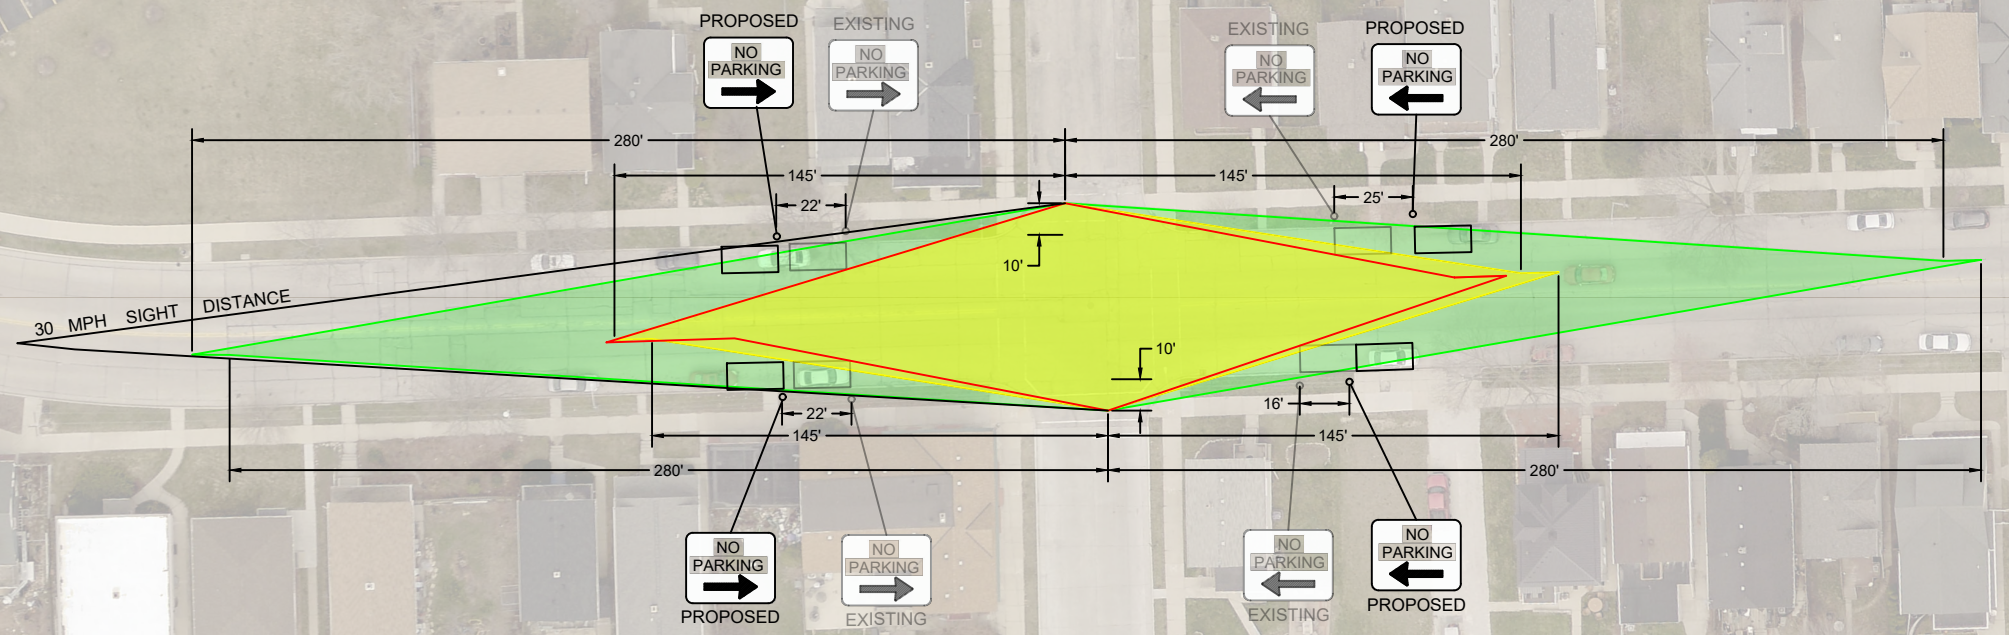 PROPOSED
NO
PARKING
EXISTING
NO
PARKING
EXISTING
NO
PARKING
PROPOSED
NO
PARKING
280'
280'
145'
145'
22'
25'
10'
30 MPH SIGHT DISTANCE
10'
22'
16'
145'
145'
280'
280'
NO
PARKING
PROPOSED
NO
PARKING
EXISTING
NO
PARKING
EXISTING
NO
PARKING
PROPOSED